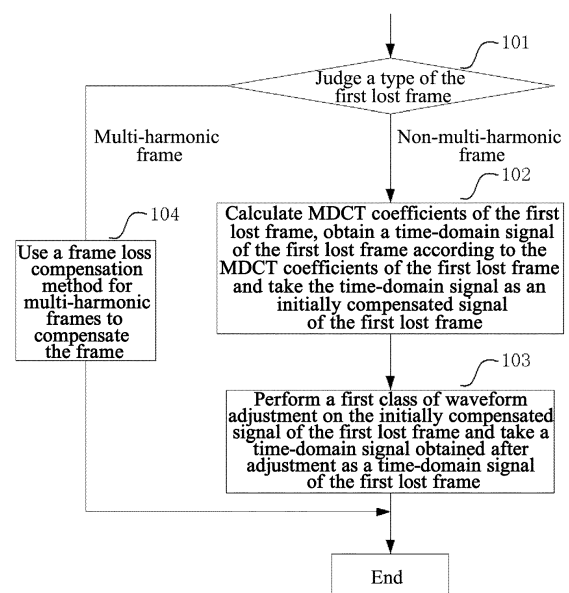 101
Judge a type of the
first lost frame
Multi-harmonic
frame
Non-multi-harmonic
frame
102
Calculate MDCT coefficients of the first
lost frame, obtain a time-domain signal
of the first lost frame according to the
MDCT coefficients of the first lost frame
and take the time-domain signal as an
initially compensated signal
of the first lost frame
104
Use a frame loss
compensation
method for
multi-harmonic
frames to
compensate
the frame
103
Perform a first class of waveform
adjustment on the initially compensated
signal of the first lost frame and take a
time-domain signal obtained after
adjustment as a time-domain signal
of the first lost frame
End